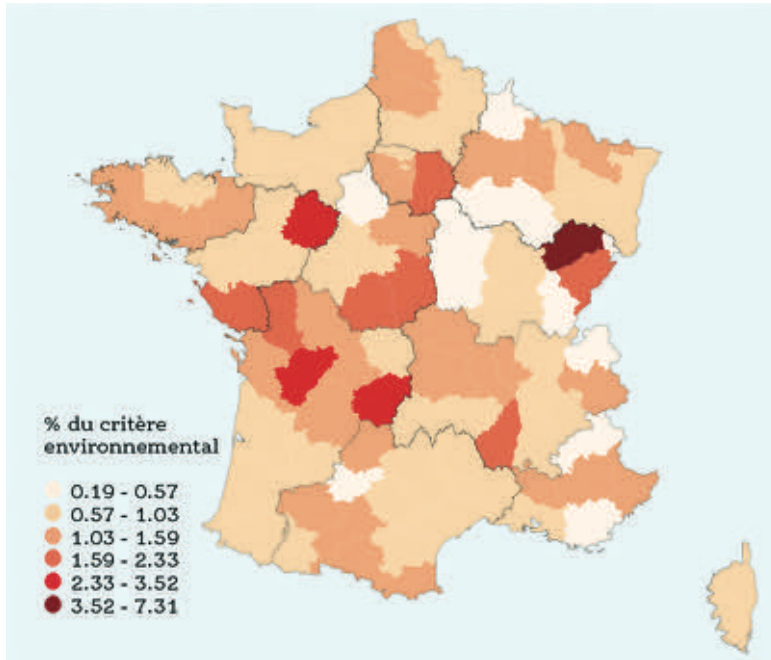 % du critère
environnemental
0.19 - 0.57
0.57 - 1.03
1.03 - 1.59
1.59 - 2.33
2.33 - 3.52
3.52 - 7.31